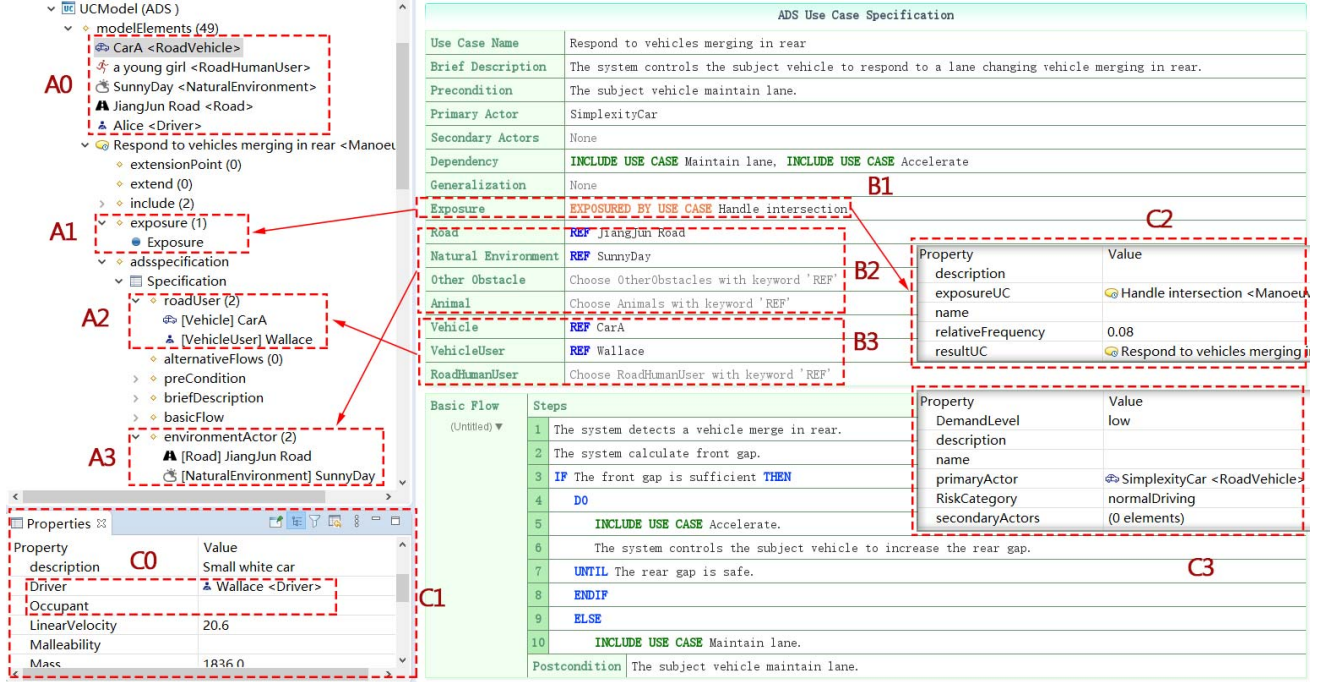 UCModel (ADS )
modelElements (49)
CarA <RoadVehicle>
a young girl <RoadHumanUser>
A0
SunnyDay <NaturalEnvironment>
JiangJun Road <Road>
Alice <Driver>
Respond to vehicles merging in rear <Manoeu
extensionPoint (0)
extend (0)
include (2)
exposure (1)
A1
Exposure
adsspecification
Specification
roadUser (2)
A2
[Vehicle] CarA
[VehicleUser] Wallace
alternativeFlows (0)
preCondition
briefDescription
basicFlow
environmentActor (2)
A3
[Road] JiangJun Road
[NaturalEnvironment] SunnyDay
Properties
Property Value
C0
description Small white car
Driver Wallace <Driver>
Occupant
C1
LinearVelocity 20.6
Malleability
Mass 1836.0
ADS Use Case Specification
Use Case Name Respond to vehicles merging in rear
Brief Description The system controls the subject vehicle to respond to a lane changing vehicle merging in rear.
Precondition The subject vehicle maintain lane.
Primary Actor SimplexityCar
Secondary Actors None
Dependency INCLUDE USE CASE Maintain lane, INCLUDE USE CASE Accelerate
Generalization None
B1
Exposure EXPOSURED BY USE CASE Handle intersection
Road REF JiangJun Road
Natural Environment REF SunnyDay
B2
Other Obstacle Choose OtherObstacles with keyword 'REF'
Animal Choose Animals with keyword 'REF'
Vehicle REF CarA
B3
VehicleUser REF Wallace
RoadHumanUser Choose RoadHumanUser with keyword 'REF'
C2
Property Value
description
exposureUC Handle intersection <Manoeuv
name
relativeFrequency 0.08
resultUC Respond to vehicles merging i
Basic Flow Steps
(Untitled) ▼
1 The system detects a vehicle merge in rear.
2 The system calculate front gap.
3 IF The front gap is sufficient THEN
4 DO
5 INCLUDE USE CASE Accelerate.
6 The system controls the subject vehicle to increase the rear gap.
7 UNTIL The rear gap is safe.
8 ENDIF
9 ELSE
10 INCLUDE USE CASE Maintain lane.
Postcondition The subject vehicle maintain lane.
Property Value
DemandLevel low
description
name
primaryActor SimplexityCar <RoadVehicle>
RiskCategory normalDriving
secondaryActors (0 elements)
C3